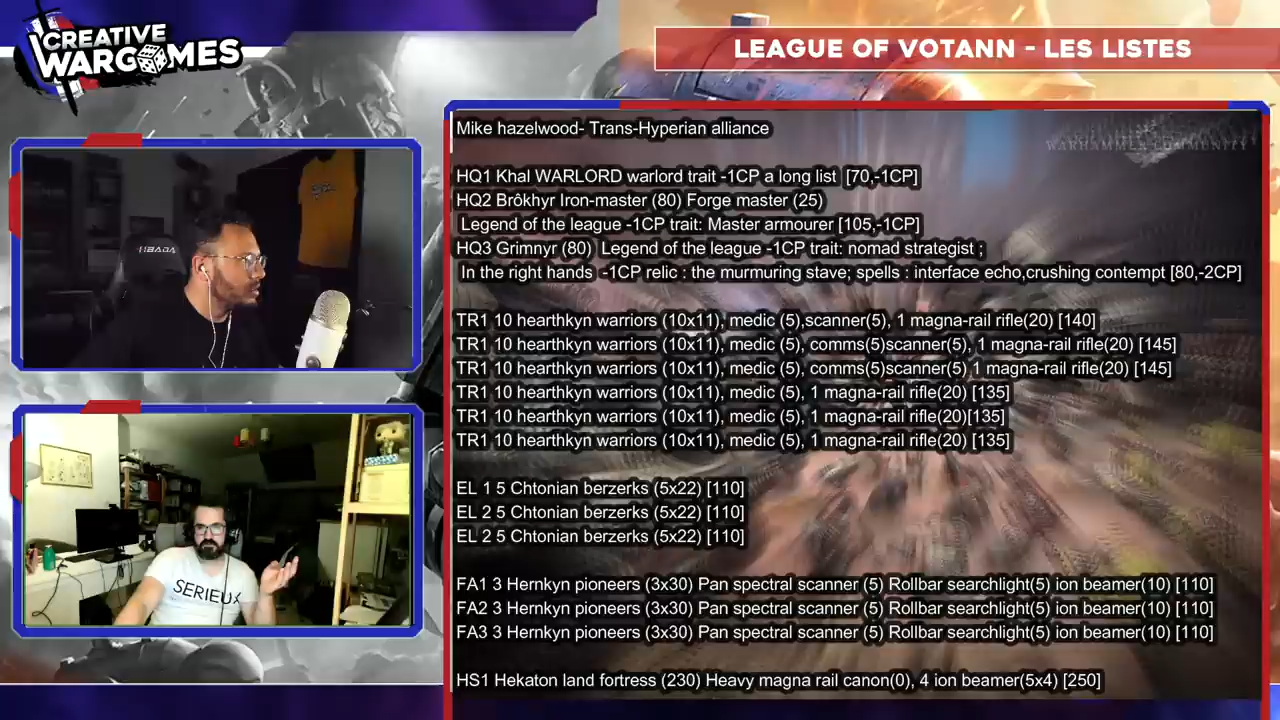 CREATIVE
WARGAMES
LEAGUE OF VOTANN - LES LISTES
WARHAMMER COMMUNITY
Mike hazelwood- Trans-Hyperian alliance
HQ1 Khal WARLORD warlord trait -1CP a long list [70,-1CP]
HQ2 Brôkhyr Iron-master (80) Forge master (25)
Legend of the league -1CP trait: Master armourer [105,-1CP]
HQ3 Grimnyr (80) Legend of the league -1CP trait: nomad strategist ;
In the right hands -1CP relic : the murmuring stave; spells : interface echo,crushing contempt [80,-2CP]
TR1 10 hearthkyn warriors (10x11), medic (5),scanner(5), 1 magna-rail rifle(20) [140]
TR1 10 hearthkyn warriors (10x11), medic (5), comms(5)scanner(5), 1 magna-rail rifle(20) [145]
TR1 10 hearthkyn warriors (10x11), medic (5), comms(5)scanner(5) 1 magna-rail rifle(20) [145]
TR1 10 hearthkyn warriors (10x11), medic (5), 1 magna-rail rifle(20) [135]
TR1 10 hearthkyn warriors (10x11), medic (5), 1 magna-rail rifle(20)[135]
TR1 10 hearthkyn warriors (10x11), medic (5), 1 magna-rail rifle(20) [135]
EL 1 5 Chtonian berzerks (5x22) [110]
EL 2 5 Chtonian berzerks (5x22) [110]
EL 2 5 Chtonian berzerks (5x22) [110]
FA1 3 Hernkyn pioneers (3x30) Pan spectral scanner (5) Rollbar searchlight(5) ion beamer(10) [110]
FA2 3 Hernkyn pioneers (3x30) Pan spectral scanner (5) Rollbar searchlight(5) ion beamer(10) [110]
FA3 3 Hernkyn pioneers (3x30) Pan spectral scanner (5) Rollbar searchlight(5) ion beamer(10) [110]
HS1 Hekaton land fortress (230) Heavy magna rail canon(0), 4 ion beamer(5x4) [250]
SERIEUX